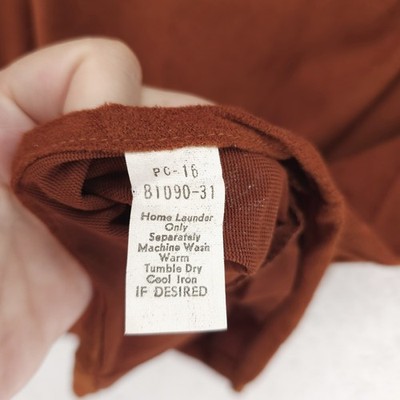 PC-16
81090-31
Home Launder
Only
Separately
Machine Wash
Warm
Tumble Dry
Cool Iron
IF DESIRED